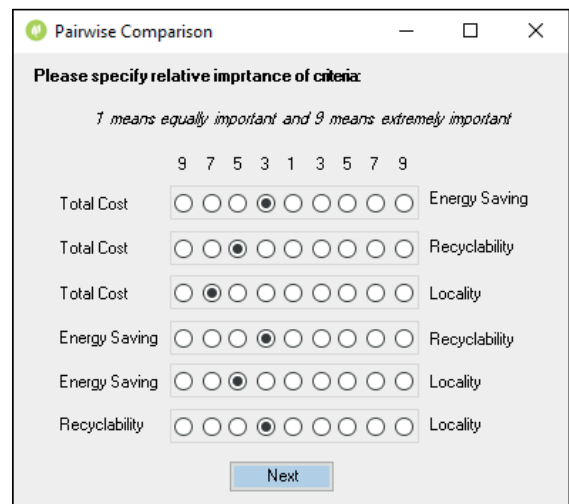 Pairwise Comparison
Please specify relative imprtance of criteria:
1 means equally important and 9 means extremely important
9 7 5 3 1 3 5 7 9
Total Cost Energy Saving
Total Cost Recyclability
Total Cost Locality
Energy Saving Recyclability
Energy Saving Locality
Recyclability Locality
Next